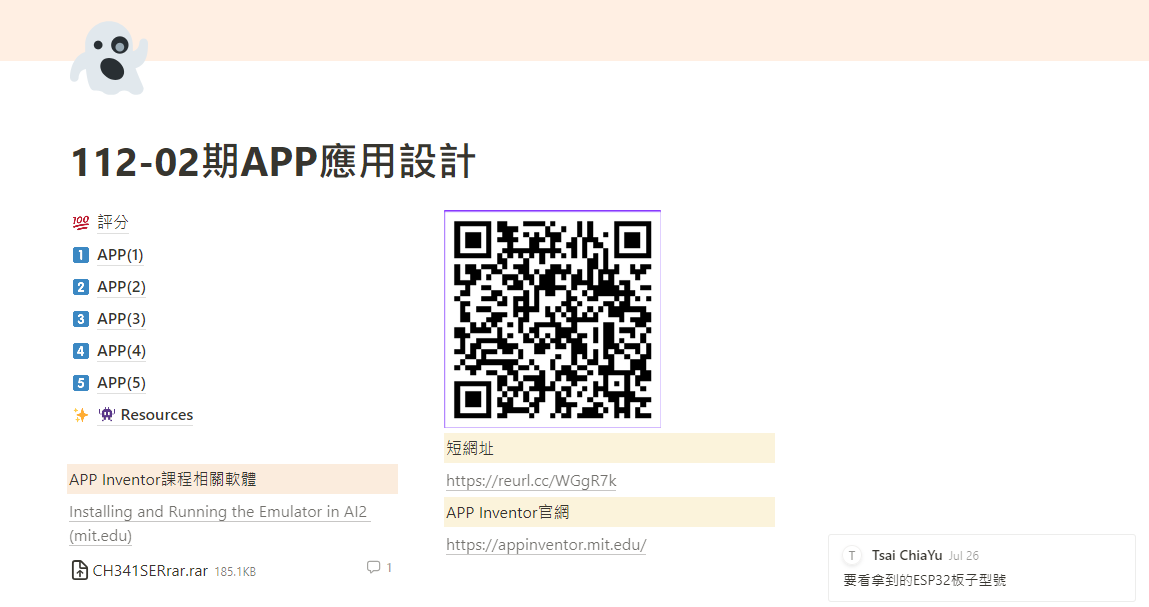 112-02期APP應用設計
💯 評分
1 APP(1)
2 APP(2)
3 APP(3)
4 APP(4)
5 APP(5)
Resources
APP Inventor課程相關軟體
Installing and Running the Emulator in AI2
(mit.edu)
CH341SERrar.rar 185.1KB
1
短網址
https://reurl.cc/WGgR7k
APP Inventor官網
https://appinventor.mit.edu/
T Tsai ChiaYu Jul 26
要看拿到的ESP32板子型號